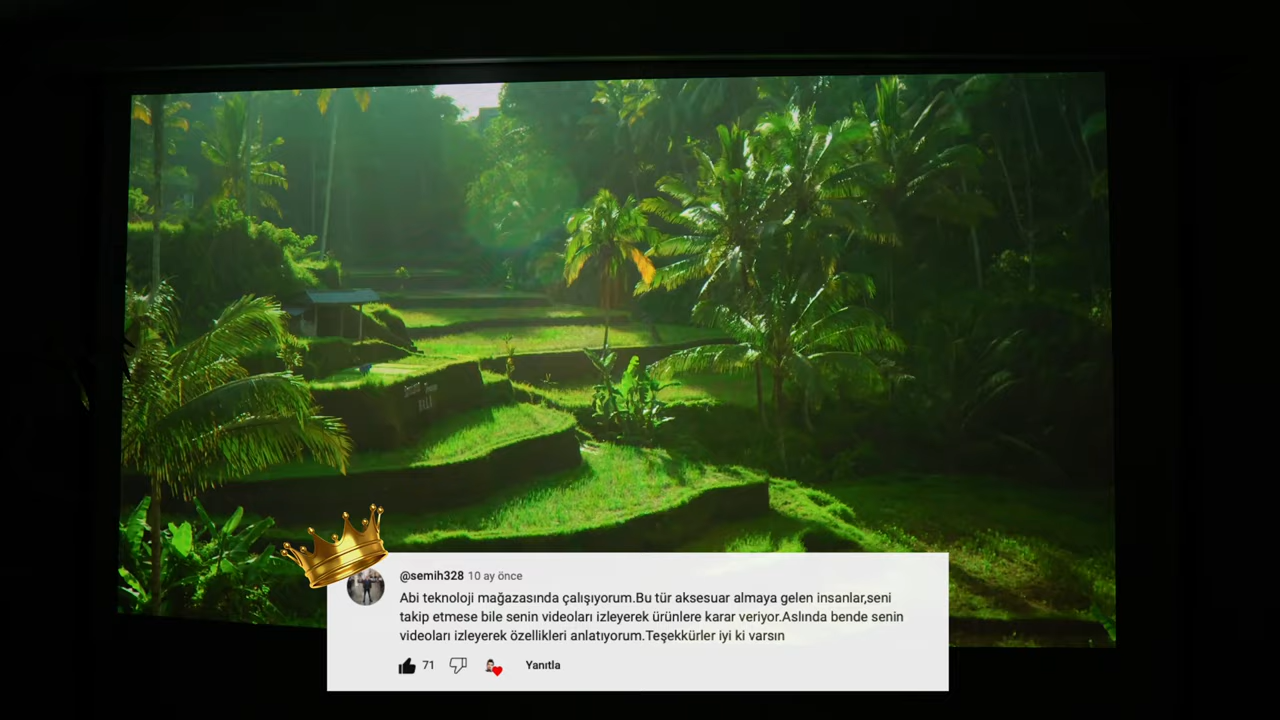 @semih328 10 ay önce
Abi teknoloji mağazasında çalışıyorum.Bu tür aksesuar almaya gelen insanlar,seni
takip etmese bile senin videoları izleyerek ürünlere karar veriyor.Aslında bende senin
videoları izleyerek özellikleri anlatıyorum.Teşekkürler iyi ki varsın
71
Yanıtla